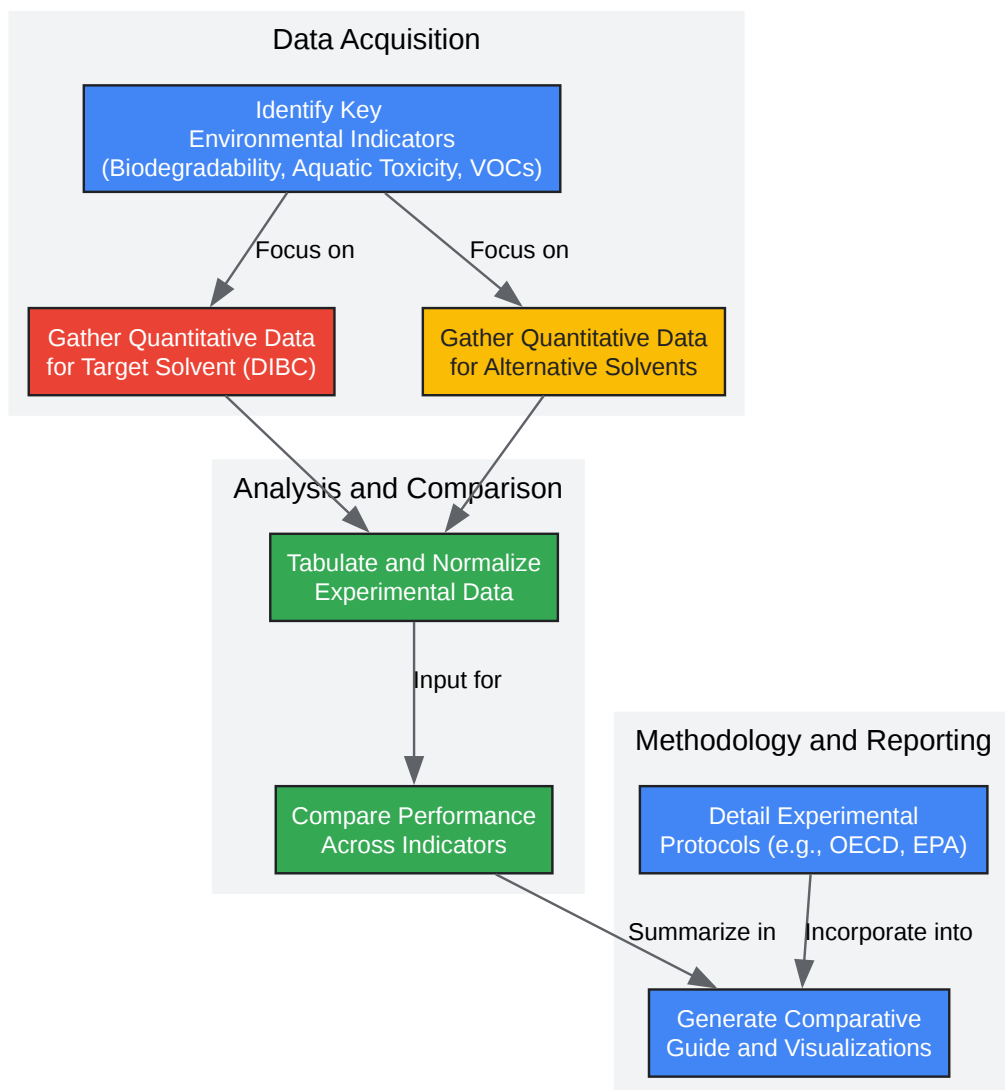 Data Acquisition
Identify Key
Environmental Indicators
(Biodegradability, Aquatic Toxicity, VOCs)
Focus on
Focus on
Gather Quantitative Data
for Target Solvent (DIBC)
Gather Quantitative Data
for Alternative Solvents
Analysis and Comparison
Tabulate and Normalize
Experimental Data
Input for
Compare Performance
Across Indicators
Methodology and Reporting
Detail Experimental
Protocols (e.g., OECD, EPA)
Summarize in
Incorporate into
Generate Comparative
Guide and Visualizations